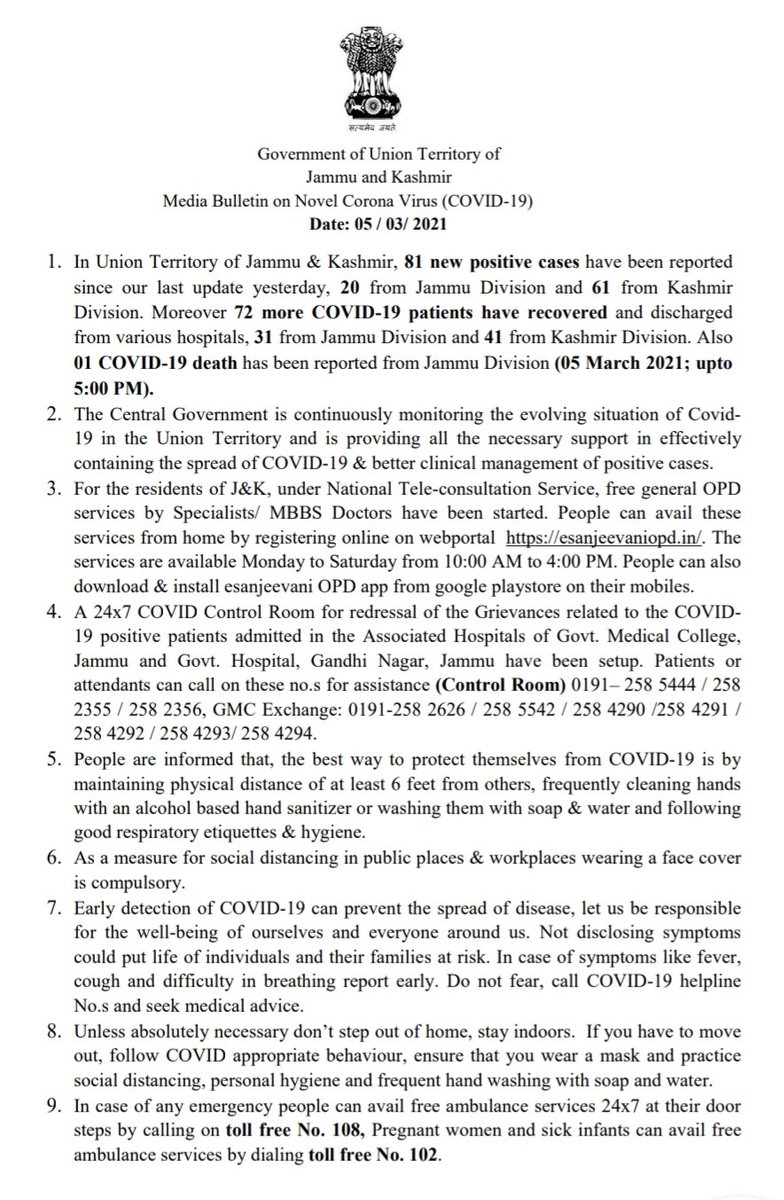 सत्यमेव जयते
Government of Union Territory of
Jammu and Kashmir
Media Bulletin on Novel Corona Virus (COVID-19)
Date: 05 / 03/ 2021
1. In Union Territory of Jammu & Kashmir, 81 new positive cases have been reported
since our last update yesterday, 20 from Jammu Division and 61 from Kashmir
Division. Moreover 72 more COVID-19 patients have recovered and discharged
from various hospitals, 31 from Jammu Division and 41 from Kashmir Division. Also
01 COVID-19 death has been reported from Jammu Division (05 March 2021; upto
5:00 PM).
2. The Central Government is continuously monitoring the evolving situation of Covid-
19 in the Union Territory and is providing all the necessary support in effectively
containing the spread of COVID-19 & better clinical management of positive cases.
3. For the residents of J&K, under National Tele-consultation Service, free general OPD
services by Specialists/ MBBS Doctors have been started. People can avail these
services from home by registering online on webportal https://esanjeevaniopd.in/. The
services are available Monday to Saturday from 10:00 AM to 4:00 PM. People can also
download & install esanjeevani OPD app from google playstore on their mobiles.
4. A 24x7 COVID Control Room for redressal of the Grievances related to the COVID-
19 positive patients admitted in the Associated Hospitals of Govt. Medical College,
Jammu and Govt. Hospital, Gandhi Nagar, Jammu have been setup. Patients or
attendants can call on these no.s for assistance (Control Room) 0191– 258 5444 / 258
2355 / 258 2356, GMC Exchange: 0191-258 2626 / 258 5542 / 258 4290 /258 4291 /
258 4292 / 258 4293/ 258 4294.
5. People are informed that, the best way to protect themselves from COVID-19 is by
maintaining physical distance of at least 6 feet from others, frequently cleaning hands
with an alcohol based hand sanitizer or washing them with soap & water and following
good respiratory etiquettes & hygiene.
6. As a measure for social distancing in public places & workplaces wearing a face cover
is compulsory.
7. Early detection of COVID-19 can prevent the spread of disease, let us be responsible
for the well-being of ourselves and everyone around us. Not disclosing symptoms
could put life of individuals and their families at risk. In case of symptoms like fever,
cough and difficulty in breathing report early. Do not fear, call COVID-19 helpline
No.s and seek medical advice.
8. Unless absolutely necessary don’t step out of home, stay indoors. If you have to move
out, follow COVID appropriate behaviour, ensure that you wear a mask and practice
social distancing, personal hygiene and frequent hand washing with soap and water.
9. In case of any emergency people can avail free ambulance services 24x7 at their door
steps by calling on toll free No. 108, Pregnant women and sick infants can avail free
ambulance services by dialing toll free No. 102.